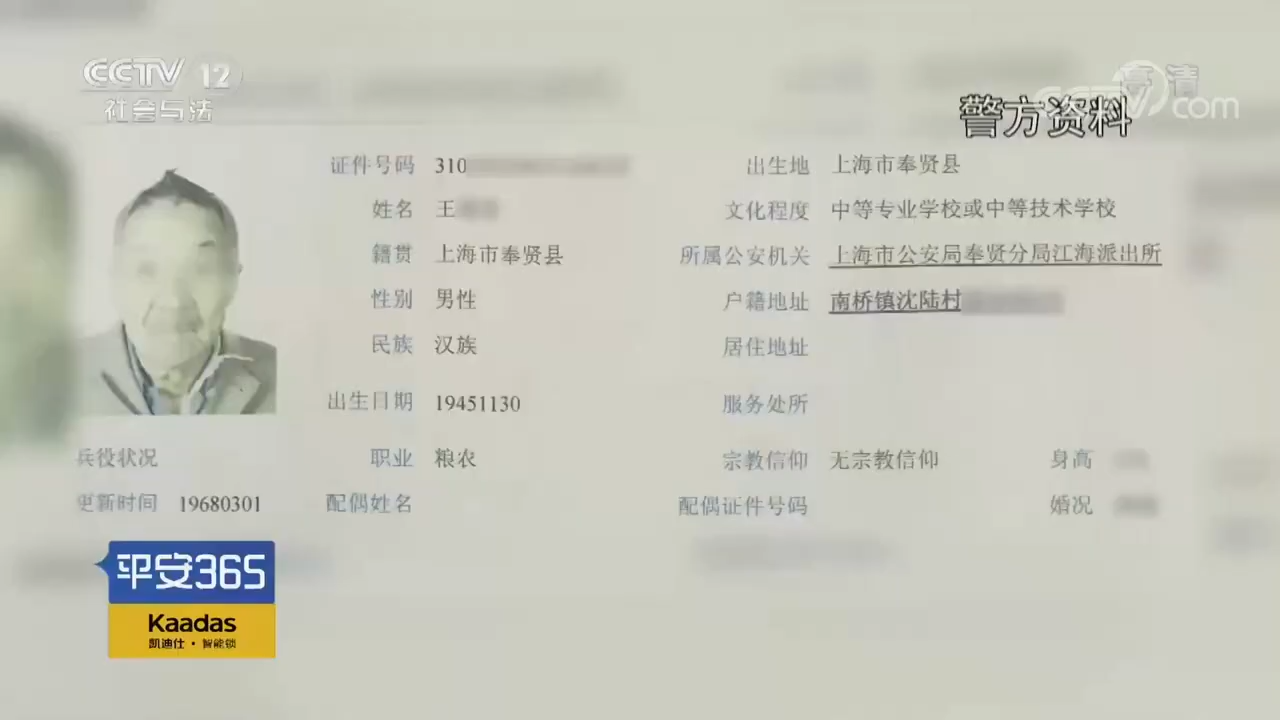 CCTV 12
社会与法
高清
CCTV.com
警方资料
证件号码 310
出生地 上海市奉贤县
姓名 王
文化程度 中等专业学校或中等技术学校
籍贯 上海市奉贤县
所属公安机关 上海市公安局奉贤分局江海派出所
性别 男性
户籍地址 南桥镇沈陆村
民族 汉族
居住地址
出生日期 19451130
服务处所
兵役状况
职业 粮农
宗教信仰 无宗教信仰
身高
更新时间 19680301
配偶姓名
配偶证件号码
婚况
平安365
Kaadas
凯迪仕·智能锁